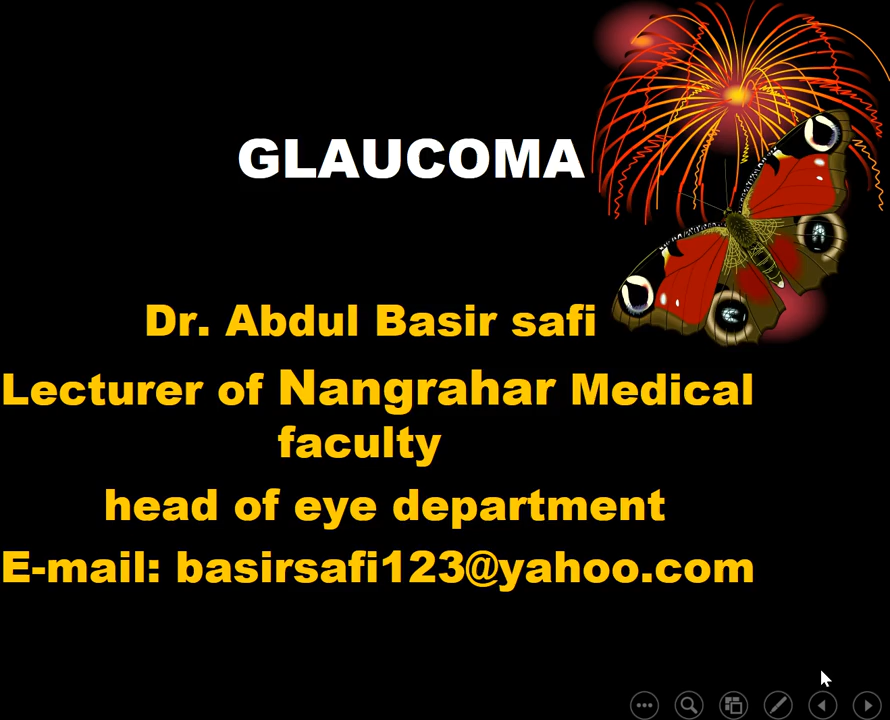 GLAUCOMA
Dr. Abdul Basir safi
Lecturer of Nangrahar Medical
faculty
head of eye department
E-mail: basirsafi123@yahoo.com